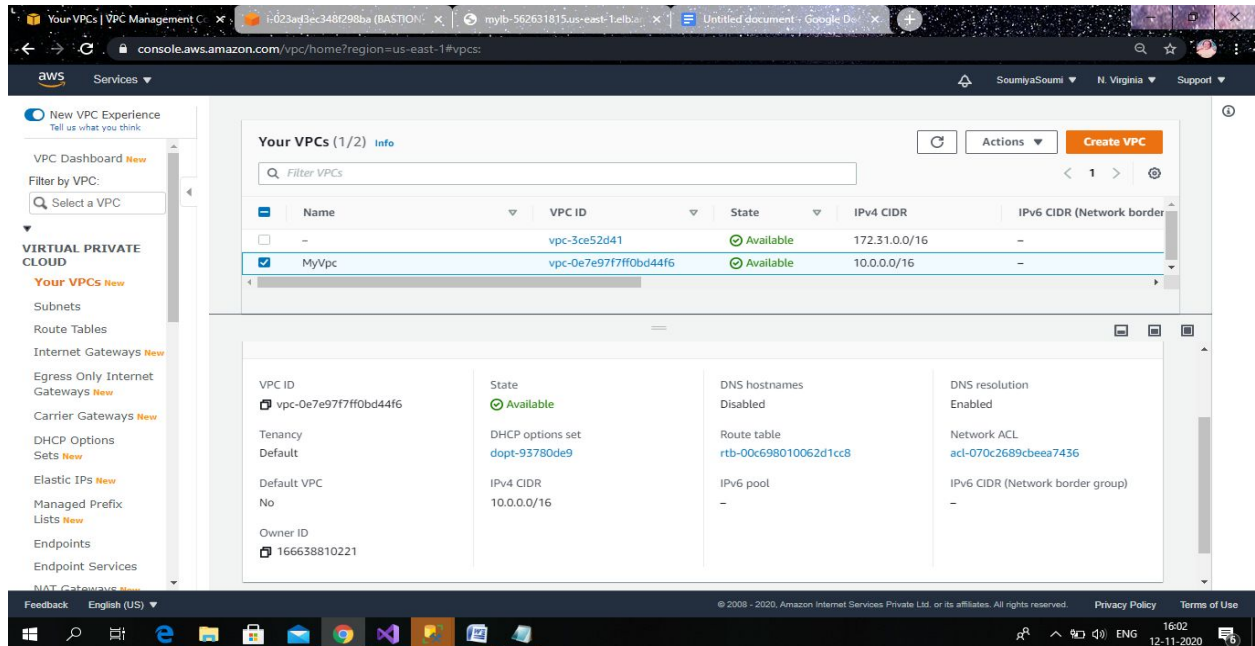 Your VPCs | VPC Management C
i-023ad3ec348f298ba (BASTION-
mylb-562631815.us-east-1.elb.a
Untitled document - Google Do
console.aws.amazon.com/vpc/home?region=us-east-1#vpcs:
aws Services SoumiyaSoumi N. Virginia Support
New VPC Experience
Tell us what you think
VPC Dashboard New
Filter by VPC:
Select a VPC
VIRTUAL PRIVATE
CLOUD
Your VPCs New
Subnets
Route Tables
Internet Gateways New
Egress Only Internet
Gateways New
Carrier Gateways New
DHCP Options
Sets New
Elastic IPs New
Managed Prefix
Lists New
Endpoints
Endpoint Services
NAT Gateways New
Your VPCs (1/2) Info
Actions Create VPC
Filter VPCs
1
Name VPC ID State IPv4 CIDR IPv6 CIDR (Network border
– vpc-3ce52d41 Available 172.31.0.0/16 –
MyVpc vpc-0e7e97f7ff0bd44f6 Available 10.0.0.0/16 –
VPC ID State DNS hostnames DNS resolution
vpc-0e7e97f7ff0bd44f6 Available Disabled Enabled
Tenancy DHCP options set Route table Network ACL
Default dopt-93780de9 rtb-00c698010062d1cc8 acl-070c2689cbeea7436
Default VPC IPv4 CIDR IPv6 pool IPv6 CIDR (Network border group)
No 10.0.0.0/16 – –
Owner ID
166638810221
Feedback English (US) © 2008 - 2020, Amazon Internet Services Private Ltd. or its affiliates. All rights reserved. Privacy Policy Terms of Use
ENG 16:02
12-11-2020
6